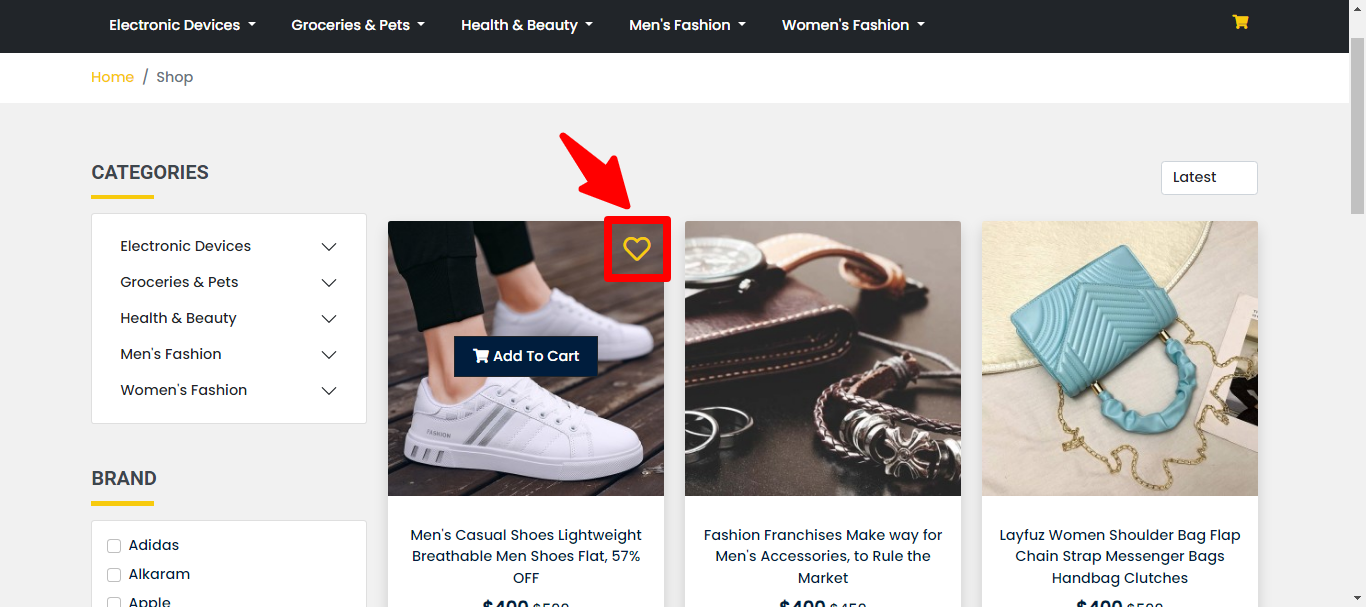 Electronic Devices
Groceries & Pets
Health & Beauty
Men's Fashion
Women's Fashion
Home / Shop
CATEGORIES
Latest
Electronic Devices
Groceries & Pets
Health & Beauty
Men's Fashion
Women's Fashion
BRAND
Adidas
Alkaram
Apple
Add To Cart
FASHION
Men's Casual Shoes Lightweight
Breathable Men Shoes Flat, 57%
OFF
$400 $500
Fashion Franchises Make way for
Men's Accessories, to Rule the
Market
$400 $450
Layfuz Women Shoulder Bag Flap
Chain Strap Messenger Bags
Handbag Clutches
$400 $500